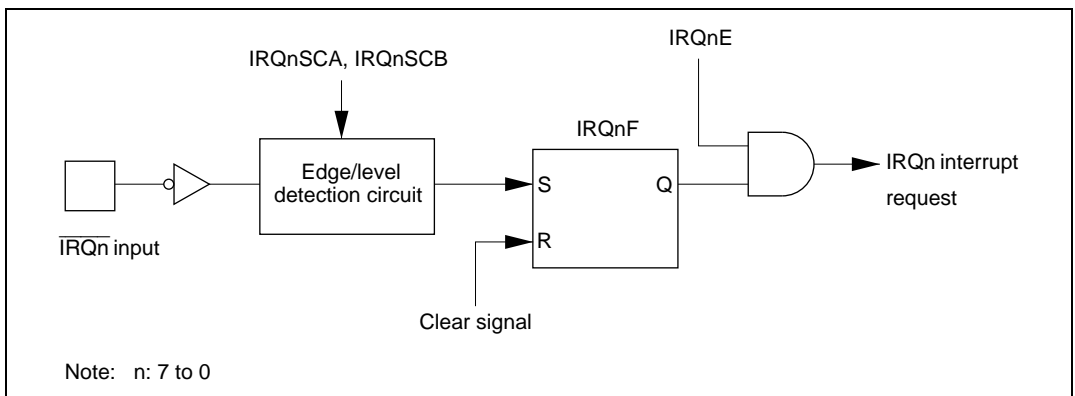 IRQnE
IRQnSCA, IRQnSCB
IRQnF
Edge/level
detection circuit
S
Q
IRQn interrupt
request
R
IRQn input
Clear signal
Note: n: 7 to 0